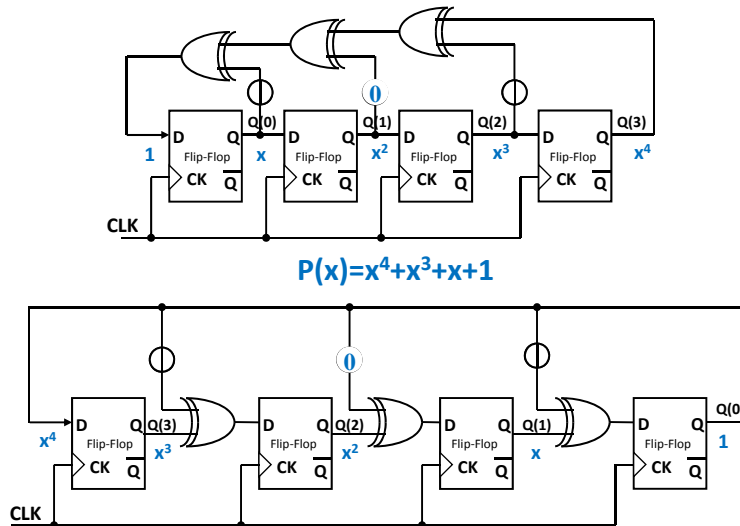 Q(0) Q(1) Q(2) Q(3)
0
D Q D Q D Q D Q
1 x x² x³ x⁴
Flip-Flop Flip-Flop Flip-Flop Flip-Flop
CK Q CK Q CK Q CK Q
CLK
P(x)=x⁴+x³+x+1
0
D Q Q(3) D Q Q(2) D Q Q(1) D Q Q(0
x⁴ Flip-Flop x³ Flip-Flop x² Flip-Flop x Flip-Flop 1
CK Q CK Q CK Q CK Q
CLK